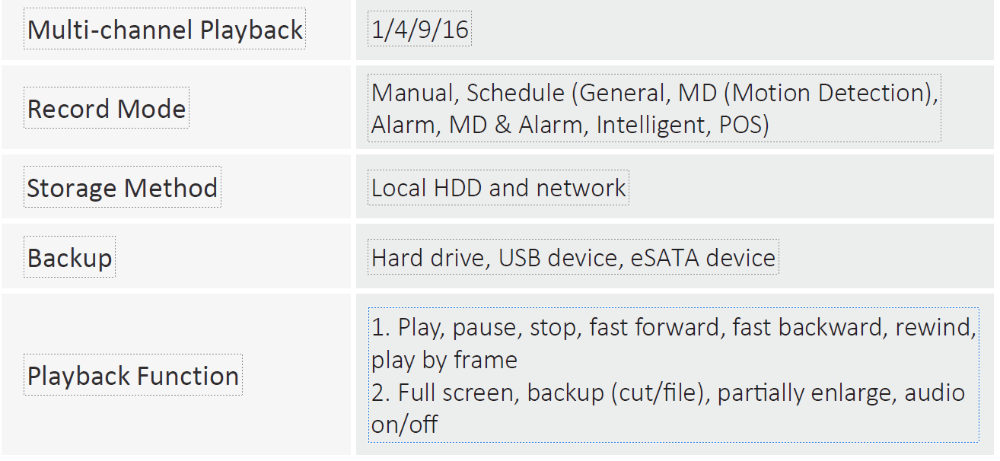 Multi-channel Playback
1/4/9/16
Record Mode
Manual, Schedule (General, MD (Motion Detection),
Alarm, MD & Alarm, Intelligent, POS)
Storage Method
Local HDD and network
Backup
Hard drive, USB device, eSATA device
Playback Function
1. Play, pause, stop, fast forward, fast backward, rewind,
play by frame
2. Full screen, backup (cut/file), partially enlarge, audio
on/off